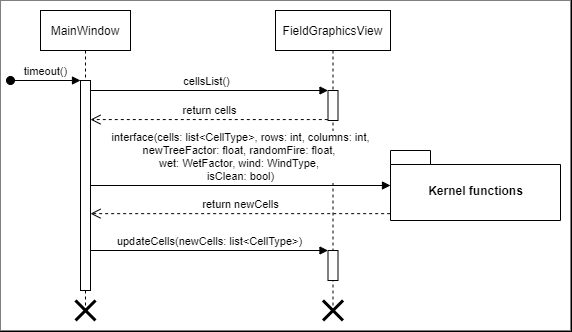 MainWindow
FieldGraphicsView
timeout()
cellsList()
return cells
interface(cells: list<CellType>, rows: int, columns: int,
newTreeFactor: float, randomFire: float,
wet: WetFactor, wind: WindType,
isClean: bool)
Kernel functions
return newCells
updateCells(newCells: list<CellType>)